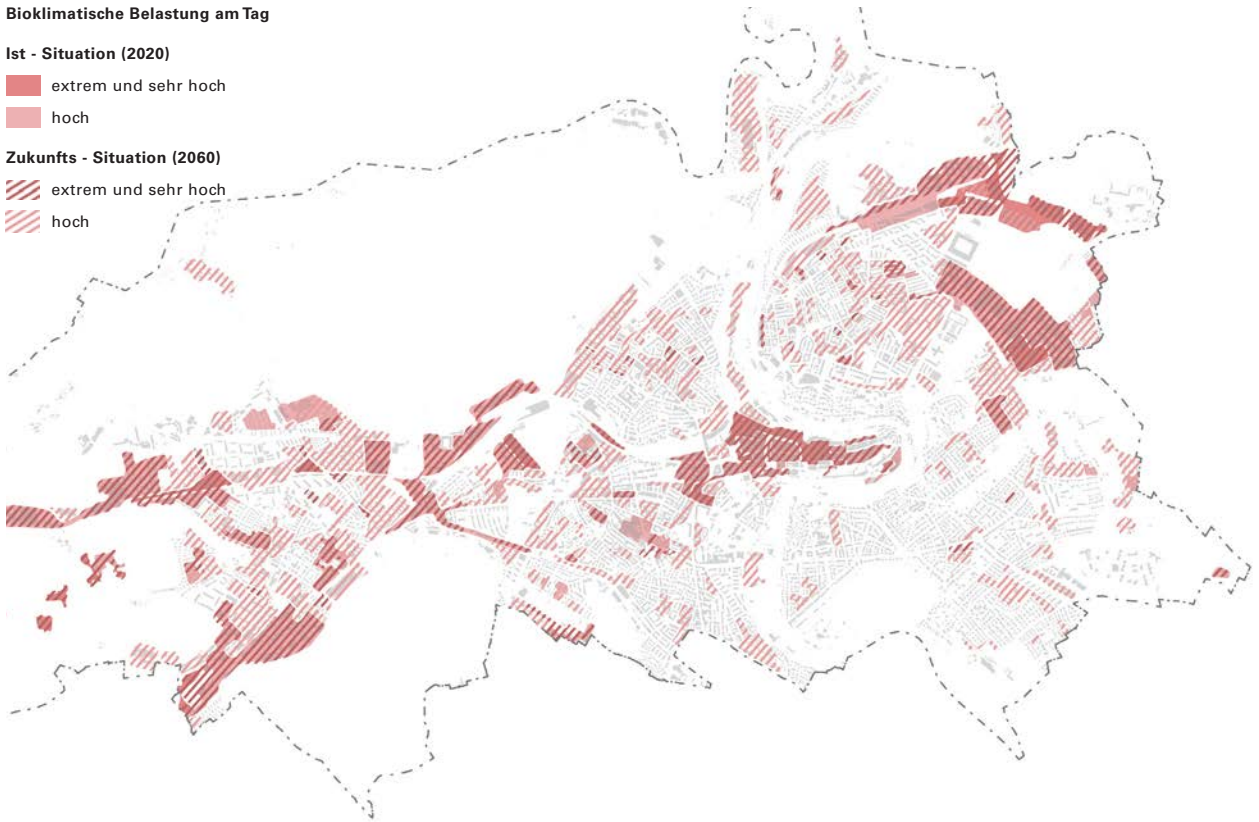 Bioklimatische Belastung am Tag
Ist - Situation (2020)
extrem und sehr hoch
hoch
Zukunfts - Situation (2060)
extrem und sehr hoch
hoch